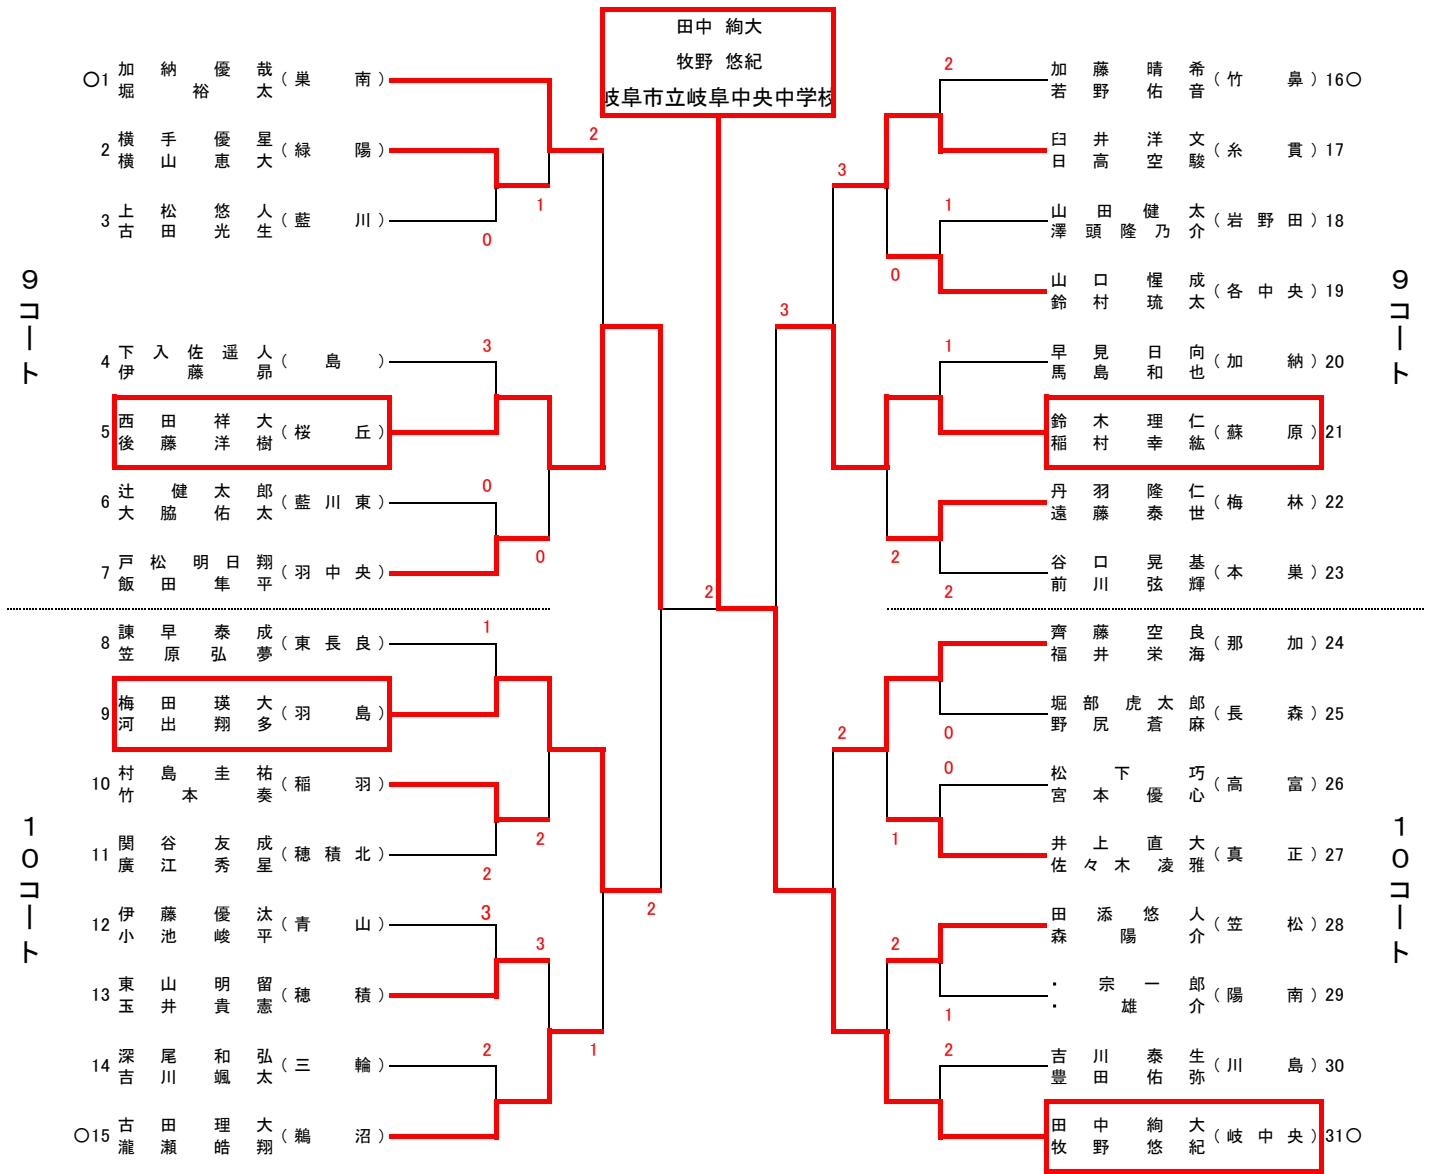 田中 絢大
牧野 悠紀
岐阜市立岐阜中央中学校
9コート
〇1 加納優哉 (巣南)
堀裕太
2 横手優星 (緑陽)
横山恵大
3 上松悠人 (藍川)
古田光生
4 下入佐遥人 (島)
伊藤昴
5 西田祥大 (桜丘)
後藤洋樹
6 辻健太郎 (藍川東)
大脇佑太
7 戸松明日翔 (羽中央)
飯田隼平
2
1
0
3
0
0
10コート
8 諫早泰成 (東長良)
笠原弘夢
9 梅田瑛大 (羽島)
河出翔多
10 村島圭祐 (稲羽)
竹本奏
11 関谷友成 (穂積北)
廣江秀星
12 伊藤優汰 (青山)
小池峻平
13 東山明留 (穂積)
玉井貴憲
14 深尾和弘 (三輪)
吉川颯太
〇15 古田理大 (鵜沼)
瀧瀬皓翔
1
2
2
3
3
2
1
2
2
9コート
加藤晴希 (竹鼻) 16〇
若野佑音
臼井洋文 (糸貫) 17
日高空駿
山田健太 (岩野田) 18
澤頭隆乃介
山口惺成 (各中央) 19
鈴村琉太
早見日向 (加納) 20
馬島和也
鈴木理仁 (蘇原) 21
稲村幸紘
丹羽隆仁 (梅林) 22
遠藤泰世
谷口晃基 (本巣) 23
前川弦輝
2
3
1
0
3
1
2
2
10コート
齊藤空良 (那加) 24
福井栄海
堀部虎太郎 (長森) 25
野尻蒼麻
松下巧 (高富) 26
宮本優心
井上直大 (真正) 27
佐々木凌雅
田添悠人 (笠松) 28
森陽介
・宗一郎 (陽南) 29
・雄介
吉川泰生 (川島) 30
豊田佑弥
田中絢大 (岐中央) 31〇
牧野悠紀
2
0
0
1
2
1
2